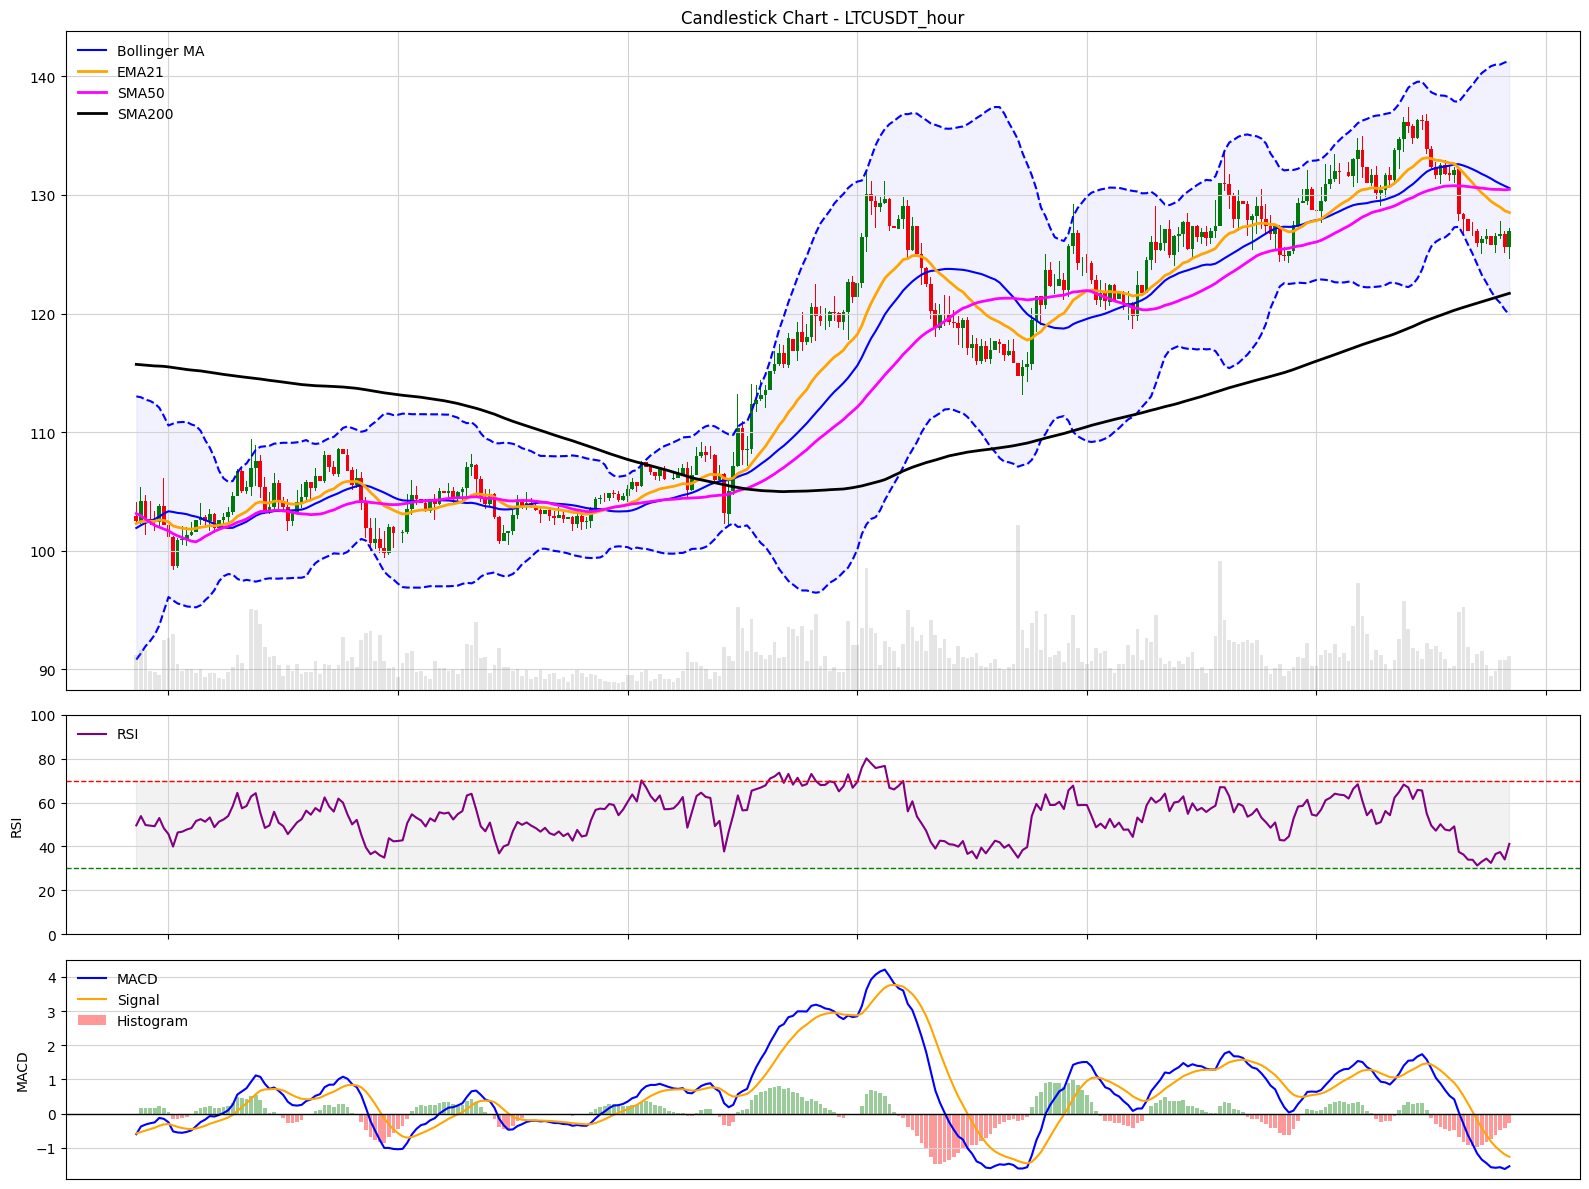 Candlestick Chart - LTCUSDT_hour
Bollinger MA
EMA21
SMA50
SMA200
140
130
120
110
100
90
RSI
100
80
60
40
20
0
RSI
MACD
Signal
Histogram
4
3
2
1
0
−1
MACD